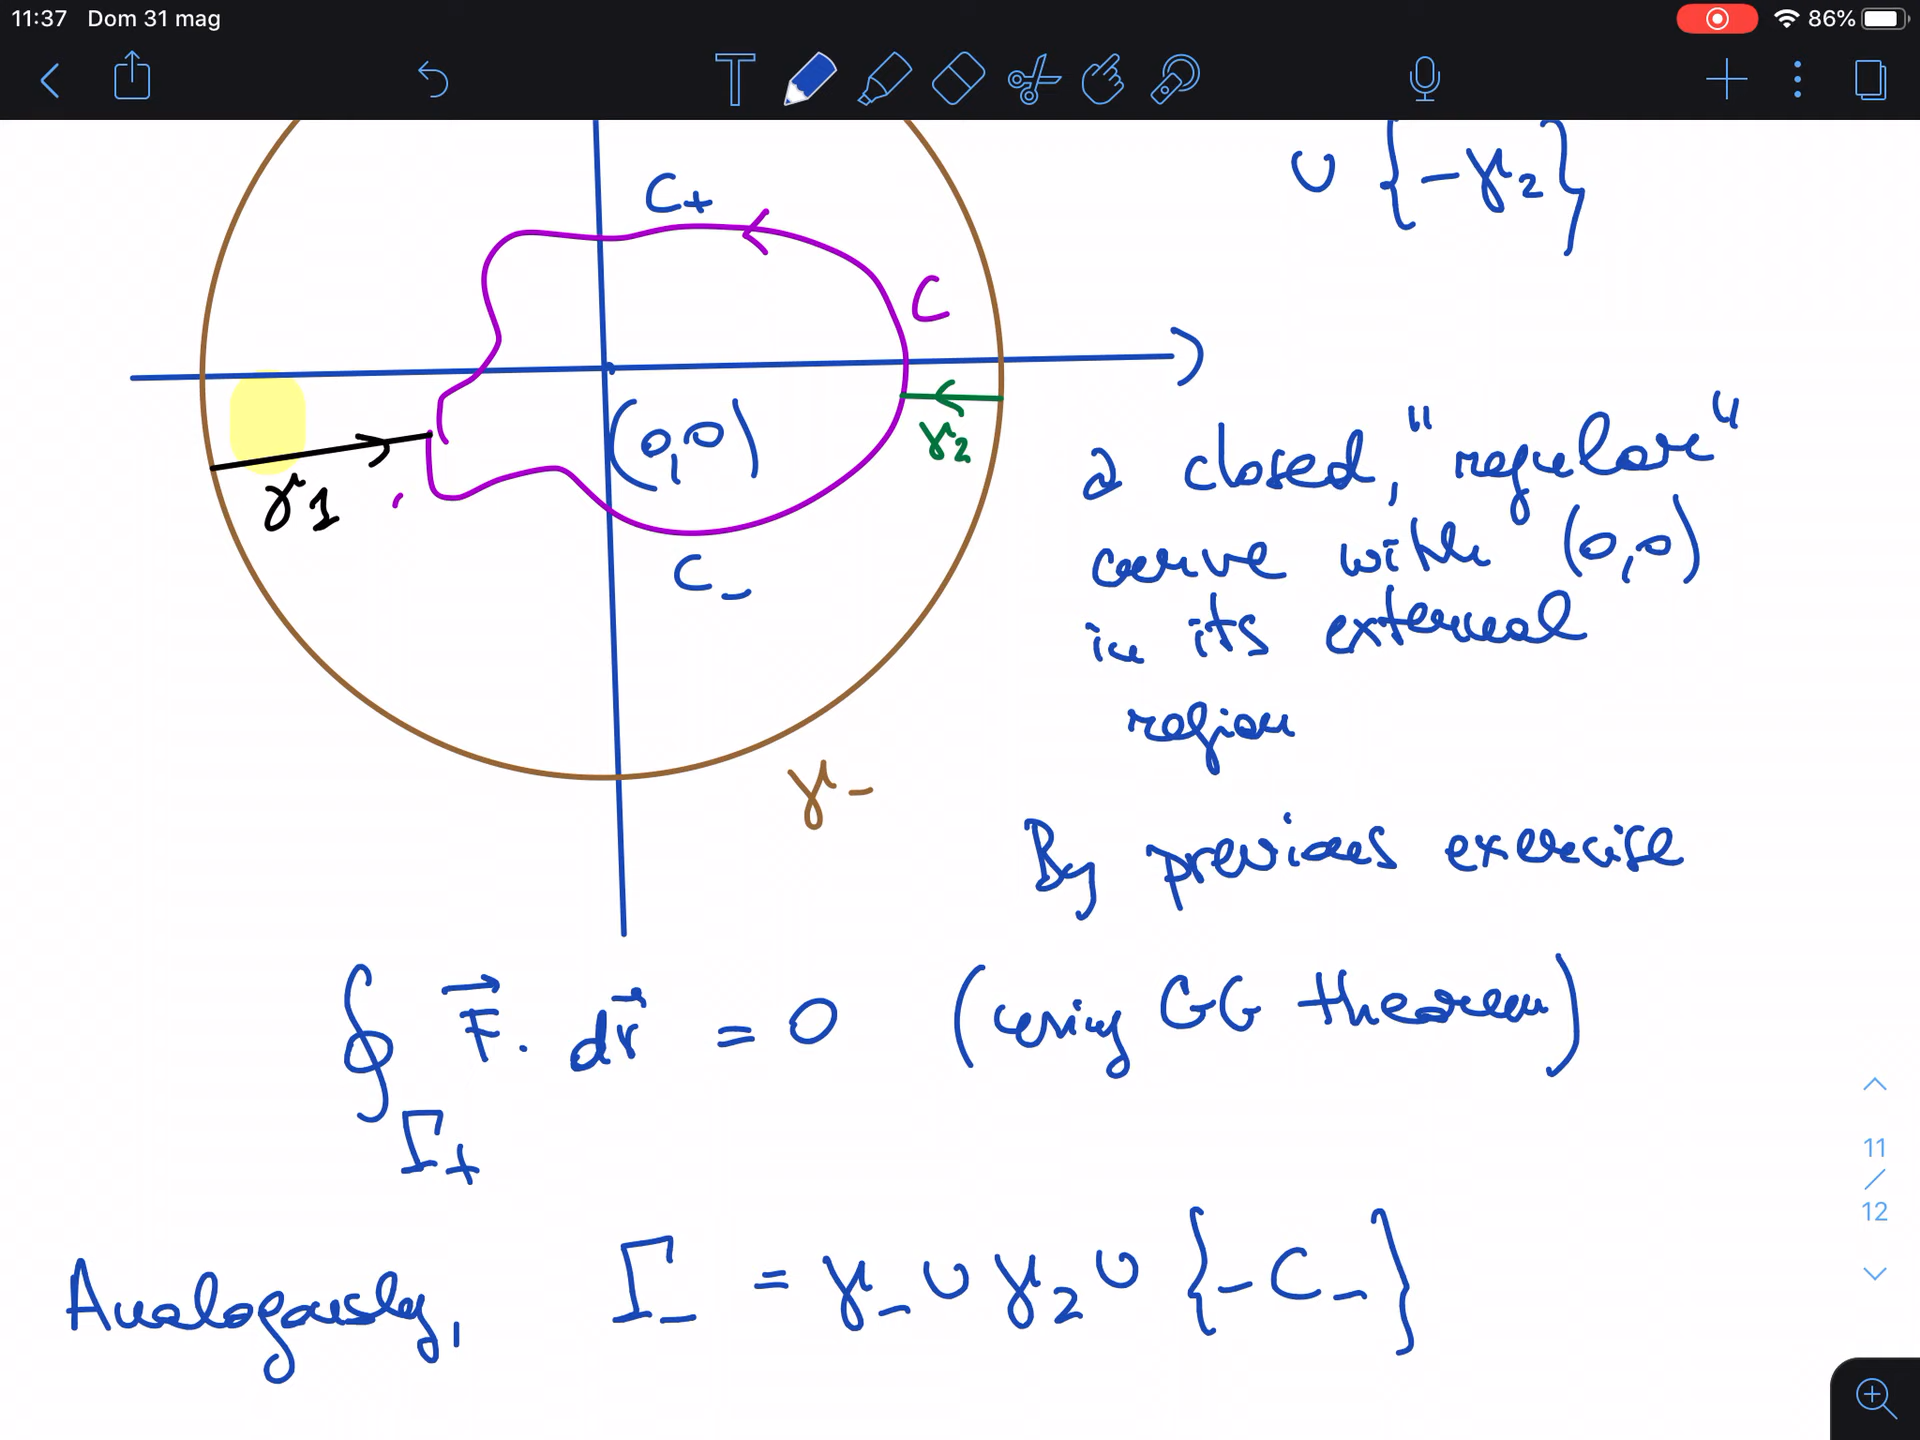 11:37 Dom 31 mag
86%
∪ {-γ₂}
C₊
C
(0,0)
γ₂
γ1
C₋
a closed, "regular"
curve with (0,0)
in its external
region
γ-
By previous exercise
∮ F⃗ · dr⃗ = 0 (using GG theorem)
Γ₊
11
/
12
Analogously, Γ₋ = γ₋ ∪ γ₂ ∪ {-C₋}